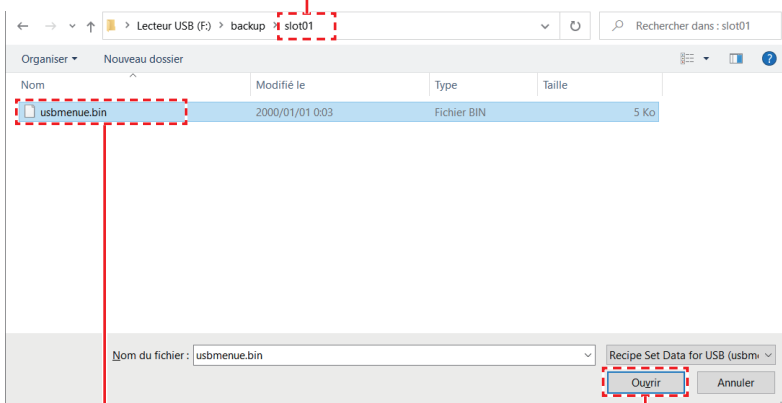 Lecteur USB (F:) > backup > slot01
Rechercher dans : slot01
Organiser
Nouveau dossier
Nom Modifié le Type Taille
usbmenue.bin 2000/01/01 0:03 Fichier BIN 5 Ko
Nom du fichier : usbmenue.bin
Recipe Set Data for USB (usbm
Ouvrir Annuler